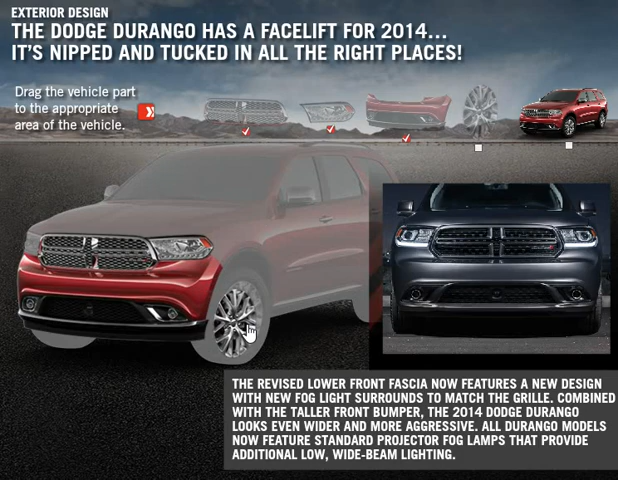 EXTERIOR DESIGN
THE DODGE DURANGO HAS A FACELIFT FOR 2014...
IT'S NIPPED AND TUCKED IN ALL THE RIGHT PLACES!
Drag the vehicle part
to the appropriate
area of the vehicle.
THE REVISED LOWER FRONT FASCIA NOW FEATURES A NEW DESIGN
WITH NEW FOG LIGHT SURROUNDS TO MATCH THE GRILLE. COMBINED
WITH THE TALLER FRONT BUMPER, THE 2014 DODGE DURANGO
LOOKS EVEN WIDER AND MORE AGGRESSIVE. ALL DURANGO MODELS
NOW FEATURE STANDARD PROJECTOR FOG LAMPS THAT PROVIDE
ADDITIONAL LOW, WIDE-BEAM LIGHTING.